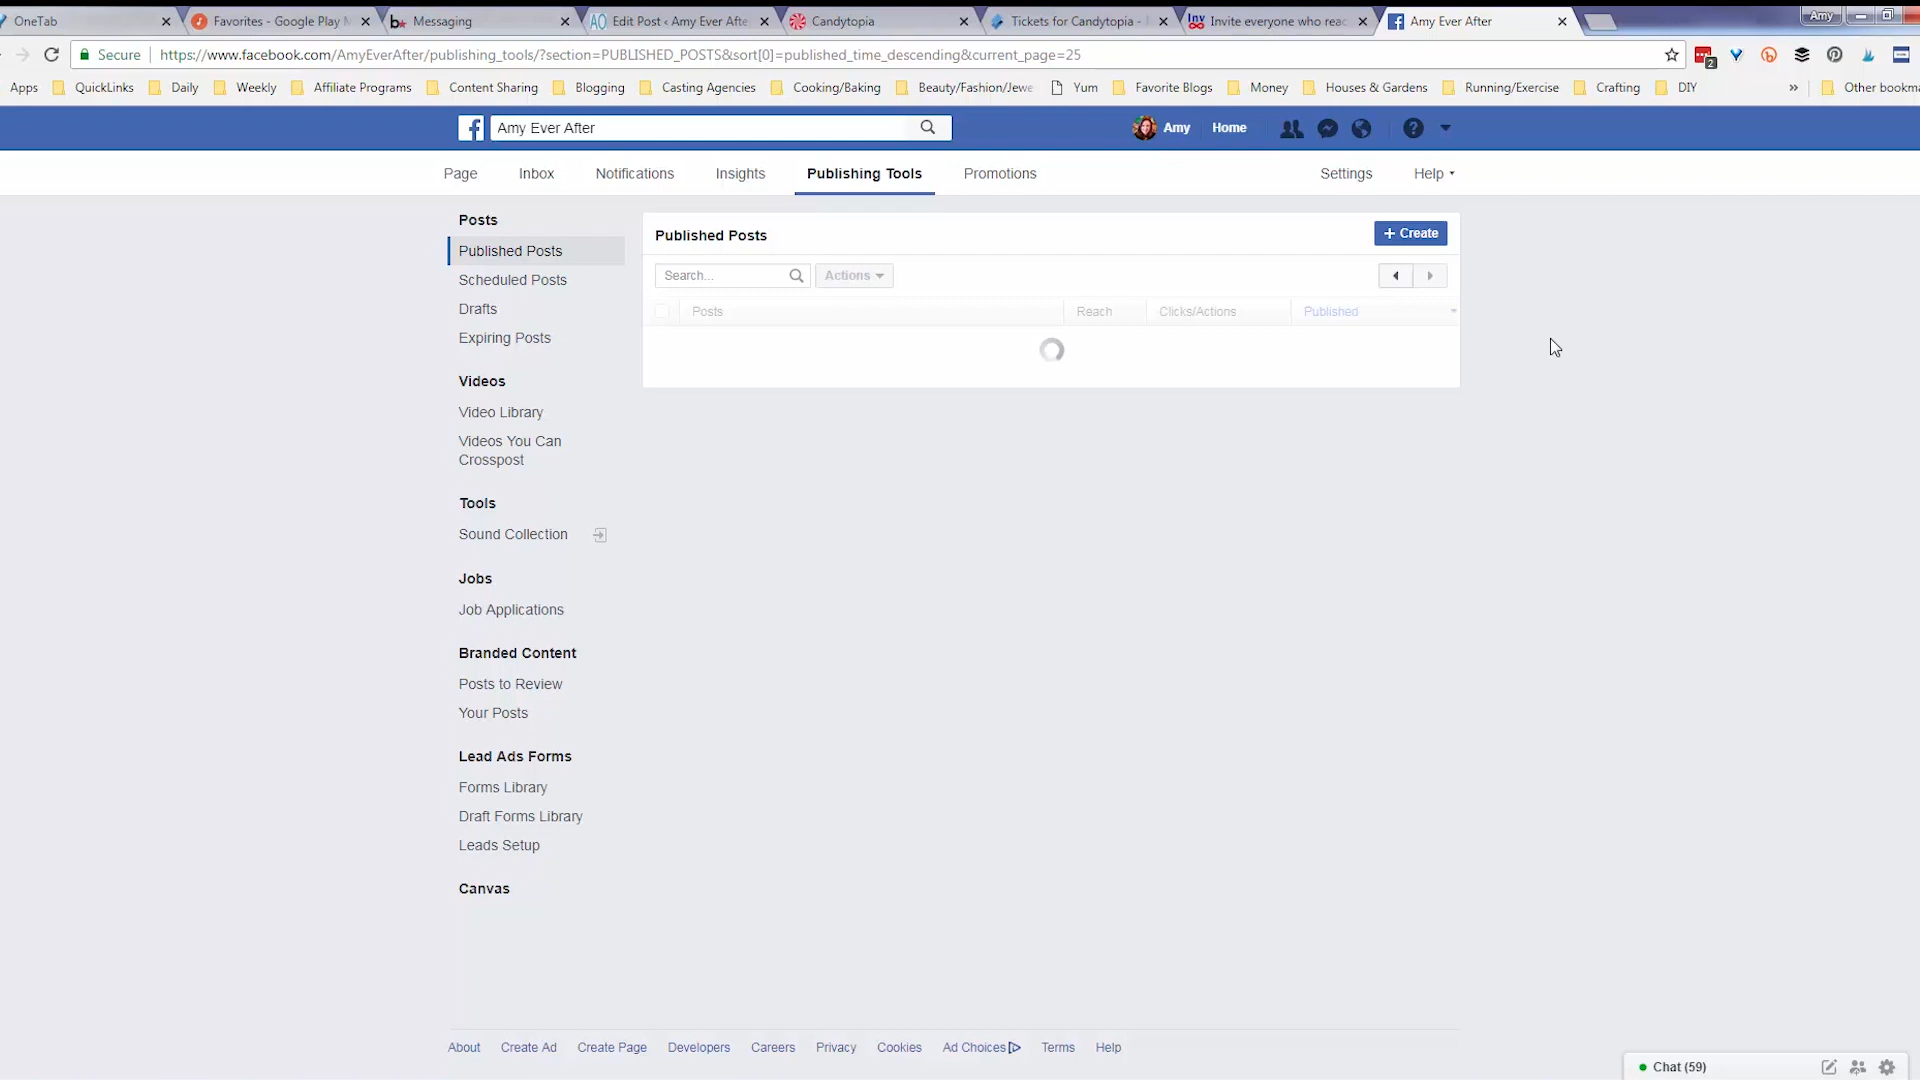 OneTab
Favorites - Google Play M
b* Messaging
AO Edit Post ‹ Amy Ever Afte
Candytopia
Tickets for Candytopia -
Inv Invite everyone who reac
Amy Ever After
Amy
Secure
https://www.facebook.com/AmyEverAfter/publishing_tools/?section=PUBLISHED_POSTS&sort[0]=published_time_descending&current_page=25
2
Apps
QuickLinks
Daily
Weekly
Affiliate Programs
Content Sharing
Blogging
Casting Agencies
Cooking/Baking
Beauty/Fashion/Jewe
Yum
Favorite Blogs
Money
Houses & Gardens
Running/Exercise
Crafting
DIY
»
Other bookma
Amy Ever After
Amy
Home
Page
Inbox
Notifications
Insights
Publishing Tools
Promotions
Settings
Help
Posts
Published Posts
Scheduled Posts
Drafts
Expiring Posts
Videos
Video Library
Videos You Can
Crosspost
Tools
Sound Collection
Jobs
Job Applications
Branded Content
Posts to Review
Your Posts
Lead Ads Forms
Forms Library
Draft Forms Library
Leads Setup
Canvas
Published Posts
+ Create
Search...
Actions
Posts
Reach
Clicks/Actions
Published
About
Create Ad
Create Page
Developers
Careers
Privacy
Cookies
Ad Choices
Terms
Help
Chat (59)